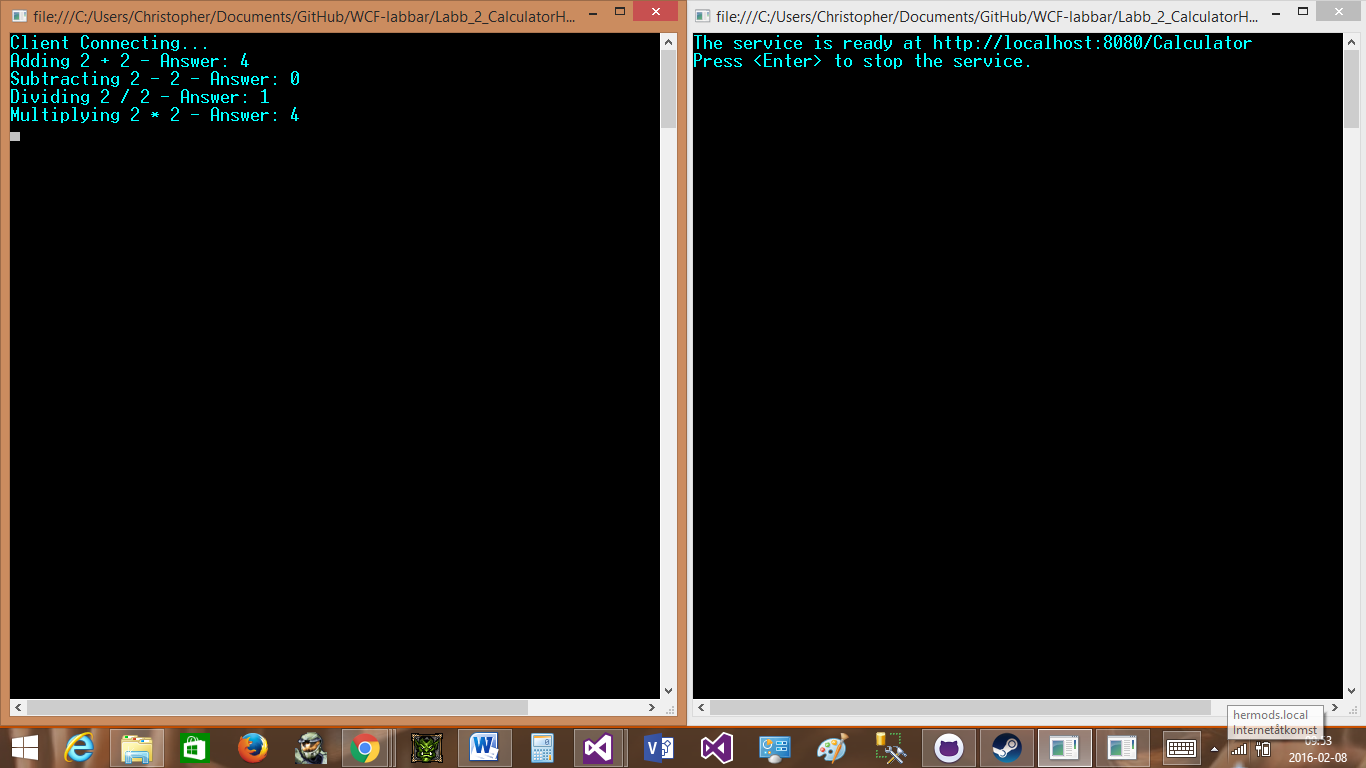 file:///C:/Users/Christopher/Documents/GitHub/WCF-labbar/Labb_2_CalculatorH...
Client Connecting...
Adding 2 + 2 - Answer: 4
Subtracting 2 - 2 - Answer: 0
Dividing 2 / 2 - Answer: 1
Multiplying 2 * 2 - Answer: 4
file:///C:/Users/Christopher/Documents/GitHub/WCF-labbar/Labb_2_CalculatorH...
The service is ready at http://localhost:8080/Calculator
Press <Enter> to stop the service.
hermods.local
Internetåtkomst
2016-02-08